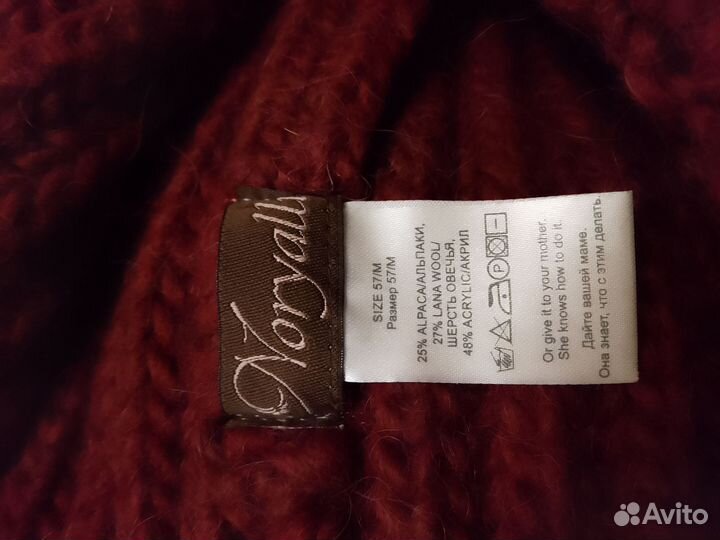 Noryalli
SIZE 57/M
Размер 57/M
25% ALPACA/АЛЬПАКИ,
27% LANA WOOL/
ШЕРСТЬ ОВЕЧЬЯ,
48% ACRYLIC/АКРИЛ
P
Or give it to your mother.
She knows how to do it.
Дайте вашей маме.
Она знает, что с этим делать.
Avito